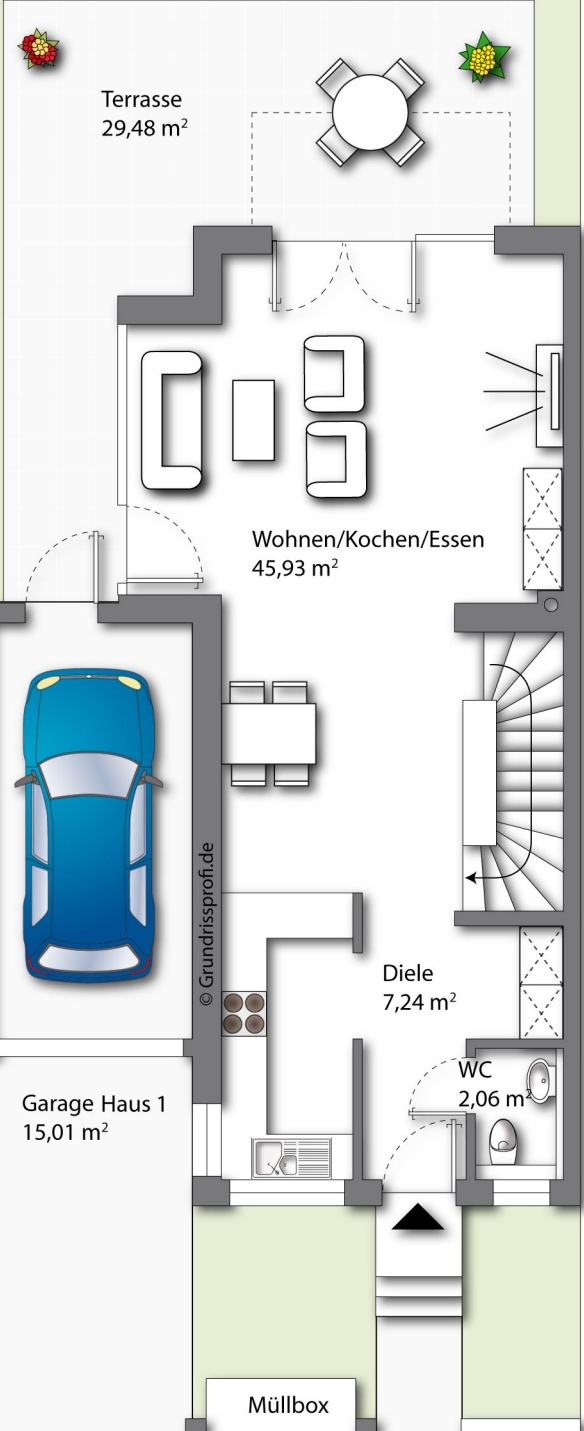 Terrasse
29,48 m²
Wohnen/Kochen/Essen
45,93 m²
© Grundrissprofi.de
Diele
7,24 m²
WC
2,06 m²
Garage Haus 1
15,01 m²
Müllbox